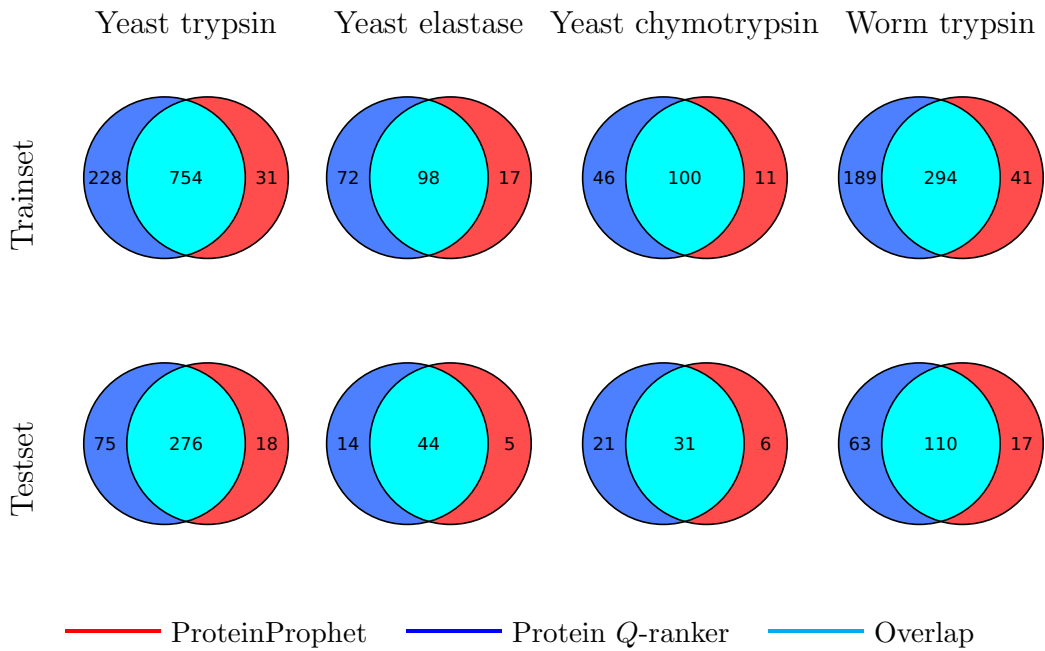 Yeast trypsin Yeast elastase Yeast chymotrypsin Worm trypsin
Trainset
228 754 31 72 98 17 46 100 11 189 294 41
Testset
75 276 18 14 44 5 21 31 6 63 110 17
ProteinProphet Protein Q-ranker Overlap